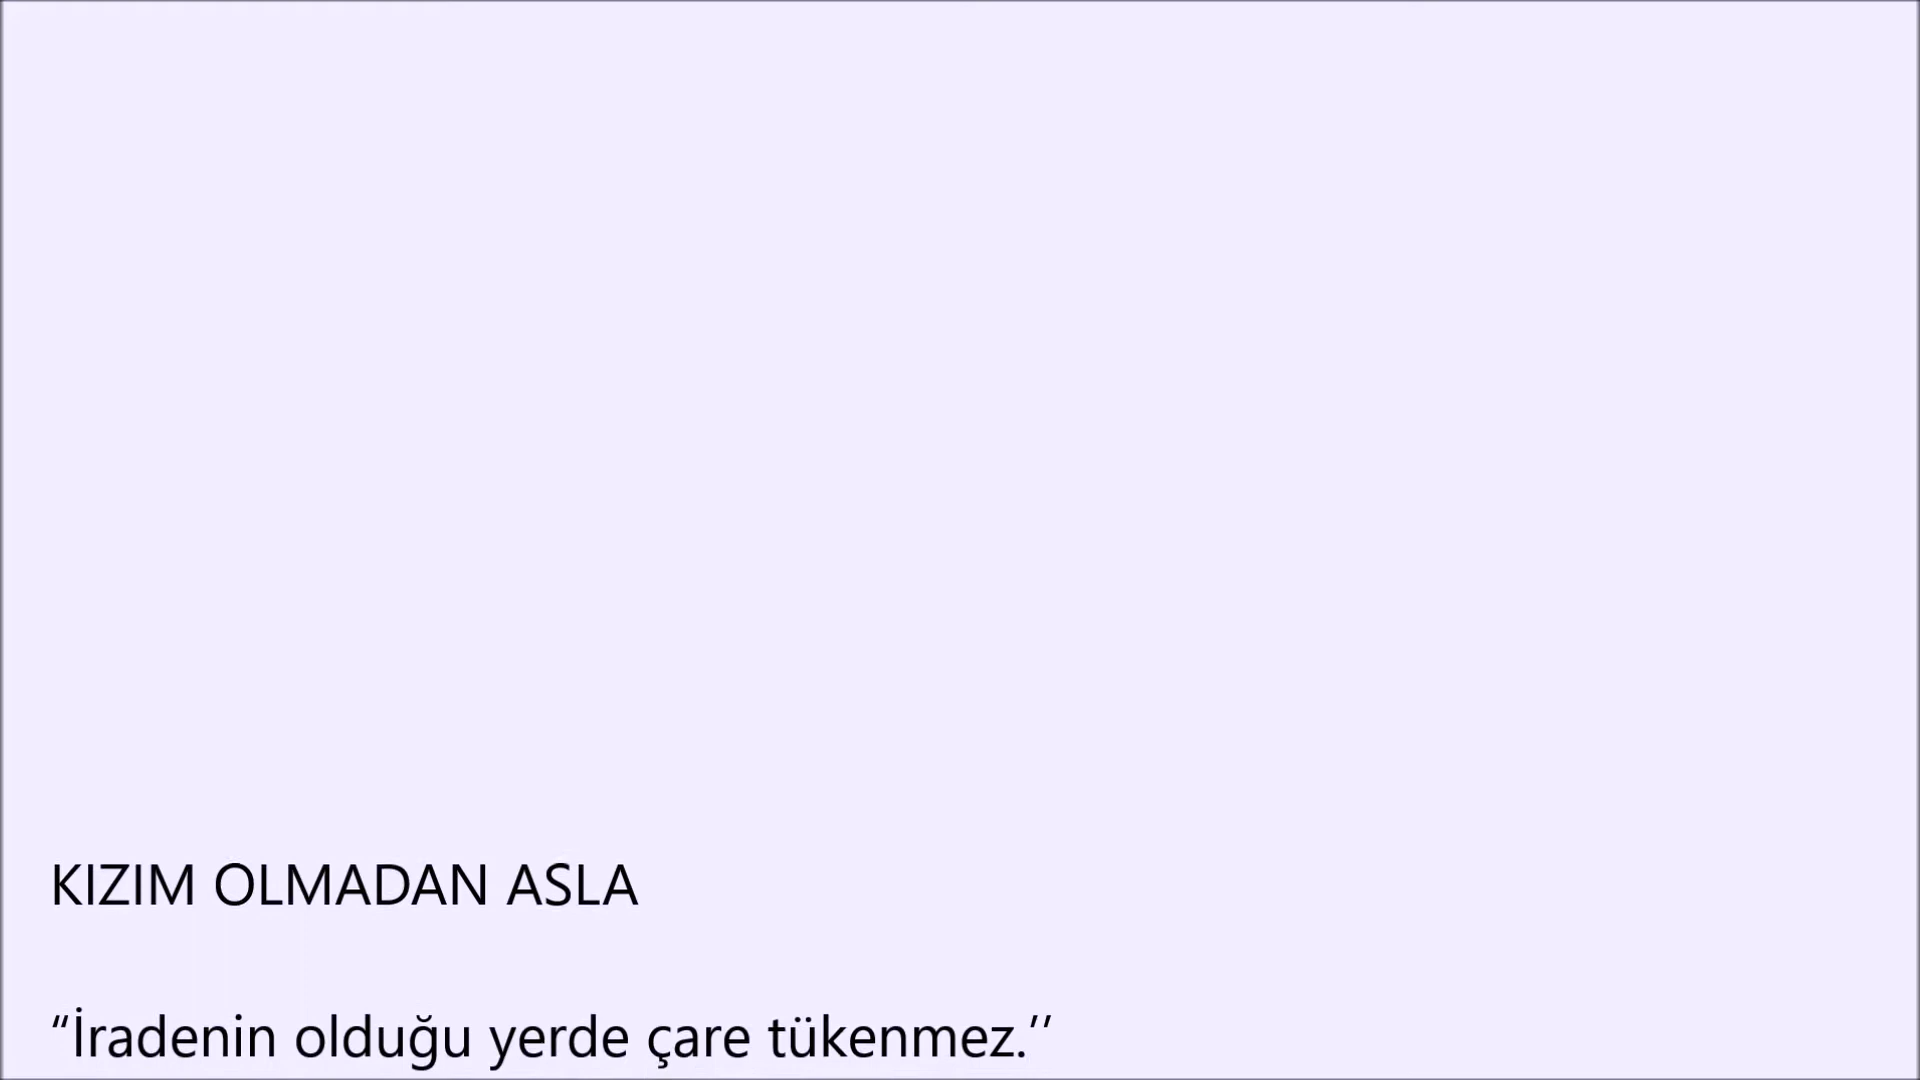 KIZIM OLMADAN ASLA
“İradenin olduğu yerde çare tükenmez.’’